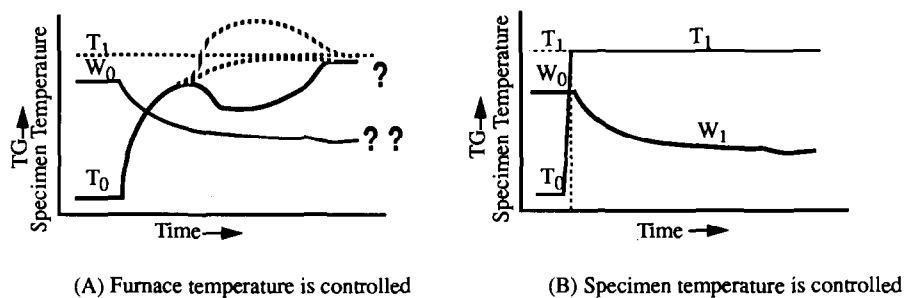 TG→
Specimen Temperature
T1
W0
T0
?
??
Time →
(A) Furnace temperature is controlled
TG→
Specimen Temperature
T1
T1
W0
W1
T0
Time →
(B) Specimen temperature is controlled